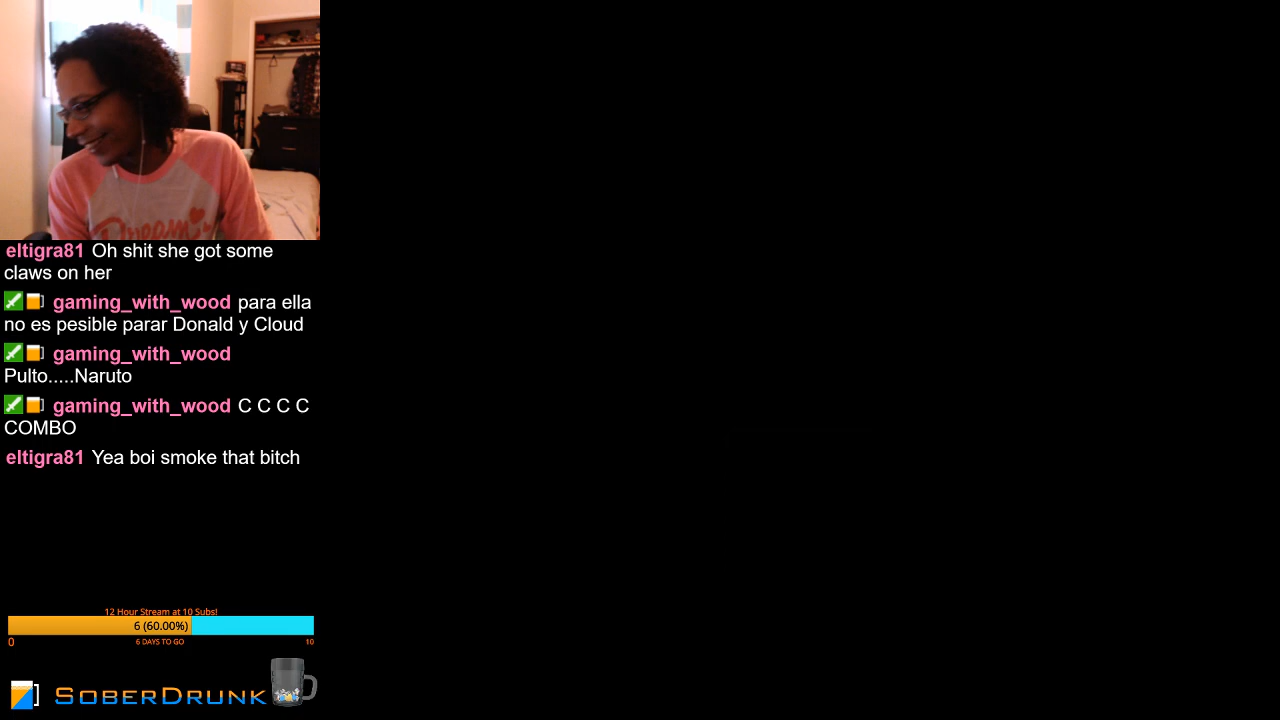 Dream
eltigra81 Oh shit she got some
claws on her
gaming_with_wood para ella
no es pesible parar Donald y Cloud
gaming_with_wood
Pulto.....Naruto
gaming_with_wood C C C C
COMBO
eltigra81 Yea boi smoke that bitch
12 Hour Stream at 10 Subs!
6 (60.00%)
0 6 DAYS TO GO 10
SOBERDRUNK